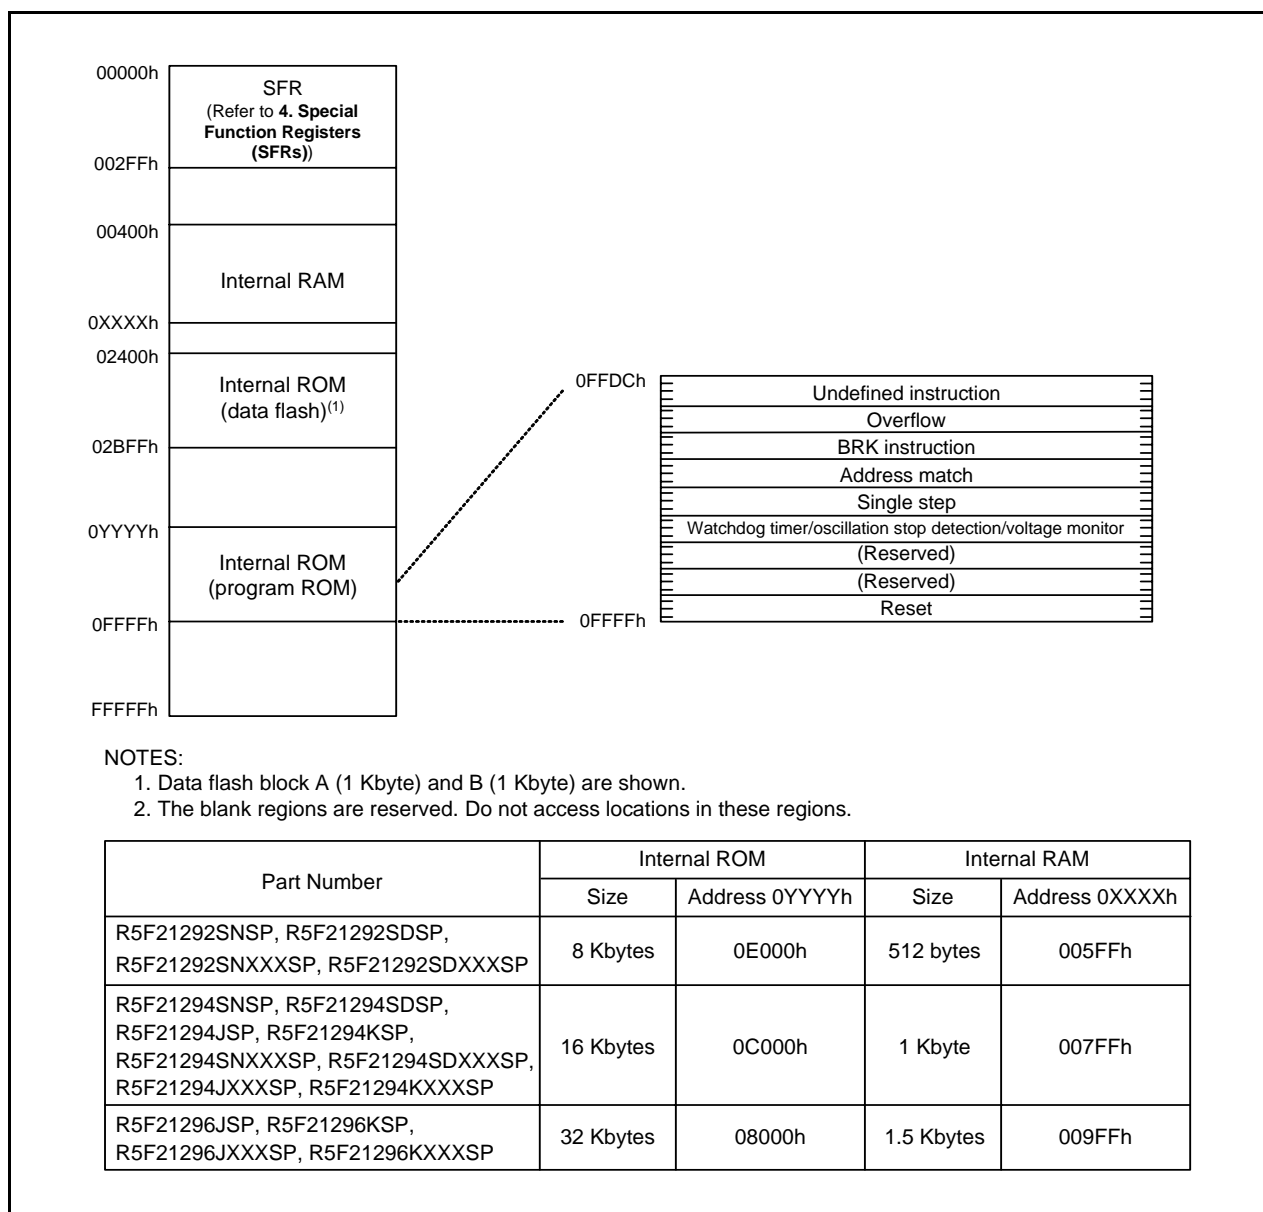 00000h
SFR
(Refer to 4. Special
Function Registers
(SFRs))
002FFh
00400h
Internal RAM
0XXXXh
02400h
Internal ROM
(data flash)(1)
02BFFh
0YYYYh
Internal ROM
(program ROM)
0FFFFh
FFFFFh
0FFDCh
Undefined instruction
Overflow
BRK instruction
Address match
Single step
Watchdog timer/oscillation stop detection/voltage monitor
(Reserved)
(Reserved)
Reset
0FFFFh
NOTES:
1. Data flash block A (1 Kbyte) and B (1 Kbyte) are shown.
2. The blank regions are reserved. Do not access locations in these regions.
Part Number
Internal ROM
Internal RAM
Size
Address 0YYYYh
Size
Address 0XXXXh
R5F21292SNSP, R5F21292SDSP,
R5F21292SNXXXSP, R5F21292SDXXXSP
8 Kbytes
0E000h
512 bytes
005FFh
R5F21294SNSP, R5F21294SDSP,
R5F21294JSP, R5F21294KSP,
R5F21294SNXXXSP, R5F21294SDXXXSP,
R5F21294JXXXSP, R5F21294KXXXSP
16 Kbytes
0C000h
1 Kbyte
007FFh
R5F21296JSP, R5F21296KSP,
R5F21296JXXXSP, R5F21296KXXXSP
32 Kbytes
08000h
1.5 Kbytes
009FFh